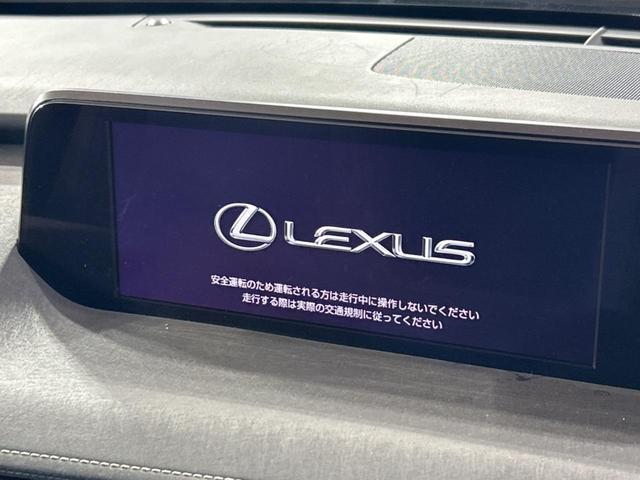 LEXUS
安全運転のため運転される方は走行中に操作しないでください
走行する際は実際の交通規制に従ってください